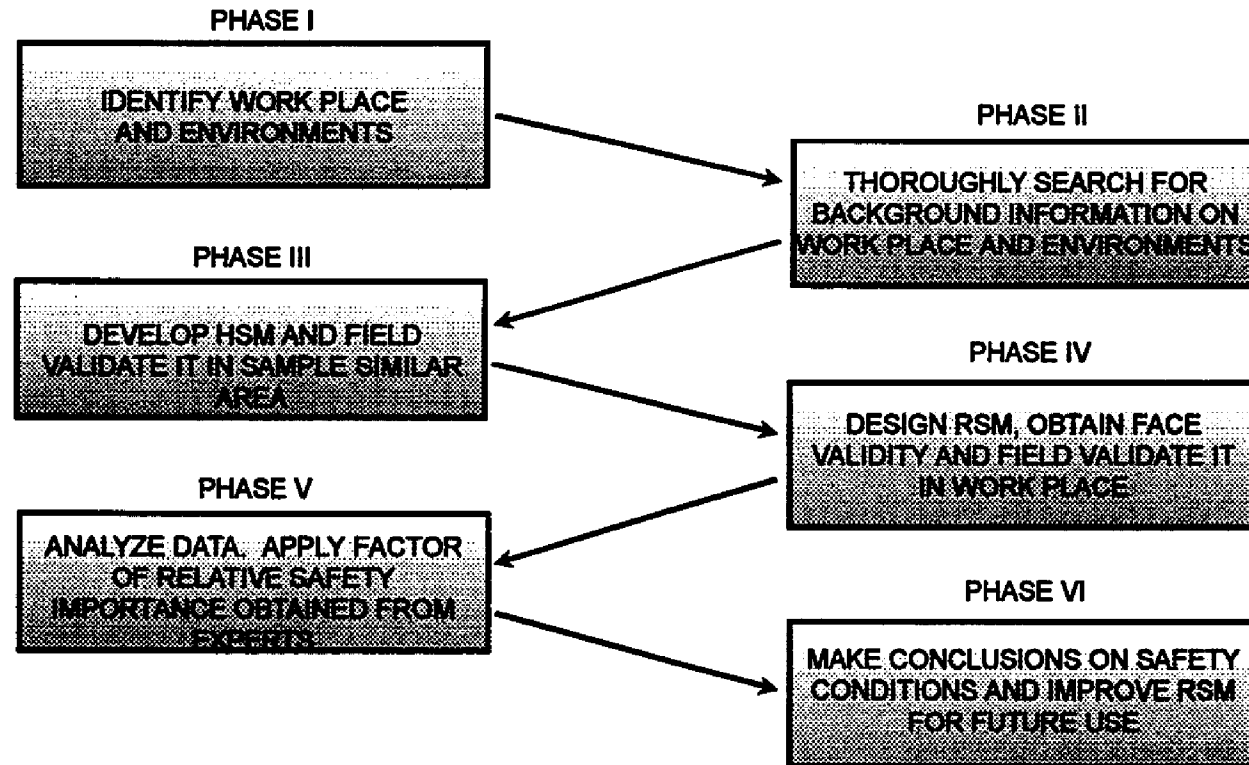 PHASE I
IDENTIFY WORK PLACE
AND ENVIRONMENTS
PHASE II
THOROUGHLY SEARCH FOR
BACKGROUND INFORMATION ON
WORK PLACE AND ENVIRONMENTS
PHASE III
DEVELOP HSM AND FIELD
VALIDATE IT IN SAMPLE SIMILAR
AREA
PHASE IV
DESIGN RSM, OBTAIN FACE
VALIDITY AND FIELD VALIDATE IT
IN WORK PLACE
PHASE V
ANALYZE DATA. APPLY FACTOR
OF RELATIVE SAFETY
IMPORTANCE OBTAINED FROM
EXPERTS
PHASE VI
MAKE CONCLUSIONS ON SAFETY
CONDITIONS AND IMPROVE RSM
FOR FUTURE USE